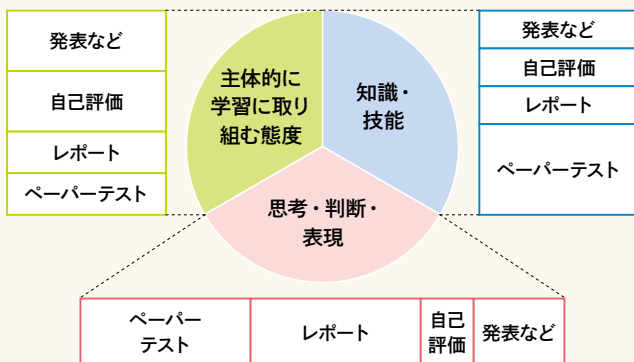 発表など
自己評価
レポート
ペーパーテスト
主体的に
学習に取り
組む態度
知識・
技能
思考・判断・
表現
発表など
自己評価
レポート
ペーパーテスト
ペーパー
テスト
レポート
自己
評価
発表など